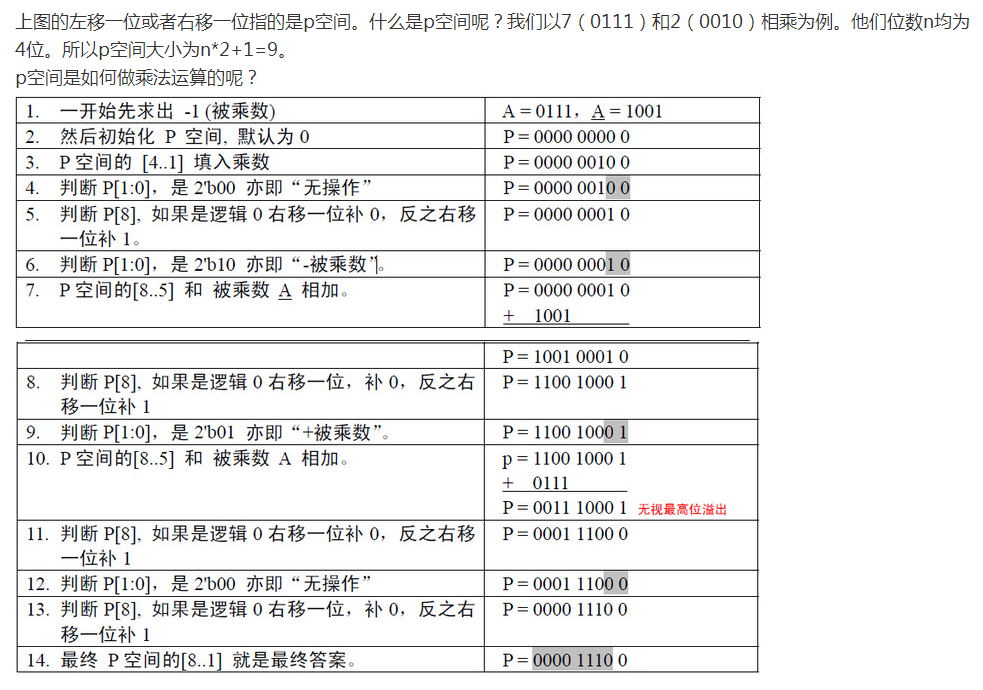 上图的左移一位或者右移一位指的是p空间。什么是p空间呢？我们以7（0111）和2（0010）相乘为例。他们位数n均为
4位。所以p空间大小为n*2+1=9。
p空间是如何做乘法运算的呢？
1. 一开始先求出 -1 (被乘数) A = 0111，A = 1001
2. 然后初始化 P 空间, 默认为 0 P = 0000 0000 0
3. P 空间的 [4..1] 填入乘数 P = 0000 0010 0
4. 判断 P[1:0]，是 2'b00 亦即“无操作” P = 0000 0010 0
5. 判断 P[8], 如果是逻辑 0 右移一位补 0，反之右移 P = 0000 0001 0
一位补 1。
6. 判断 P[1:0]，是 2'b10 亦即“-被乘数”。 P = 0000 0001 0
7. P 空间的[8..5] 和 被乘数 A 相加。 P = 0000 0001 0
+ 1001
P = 1001 0001 0
8. 判断 P[8], 如果是逻辑 0 右移一位，补 0，反之右 P = 1100 1000 1
移一位补 1
9. 判断 P[1:0]，是 2'b01 亦即“+被乘数”。 P = 1100 1000 1
10. P 空间的[8..5] 和 被乘数 A 相加。 p = 1100 1000 1
+ 0111
P = 0011 1000 1 无视最高位溢出
11. 判断 P[8], 如果是逻辑 0 右移一位补 0，反之右移 P = 0001 1100 0
一位补 1
12. 判断 P[1:0]，是 2'b00 亦即“无操作” P = 0001 1100 0
13. 判断 P[8], 如果是逻辑 0 右移一位，补 0，反之右 P = 0000 1110 0
移一位补 1
14. 最终 P 空间的[8..1] 就是最终答案。 P = 0000 1110 0